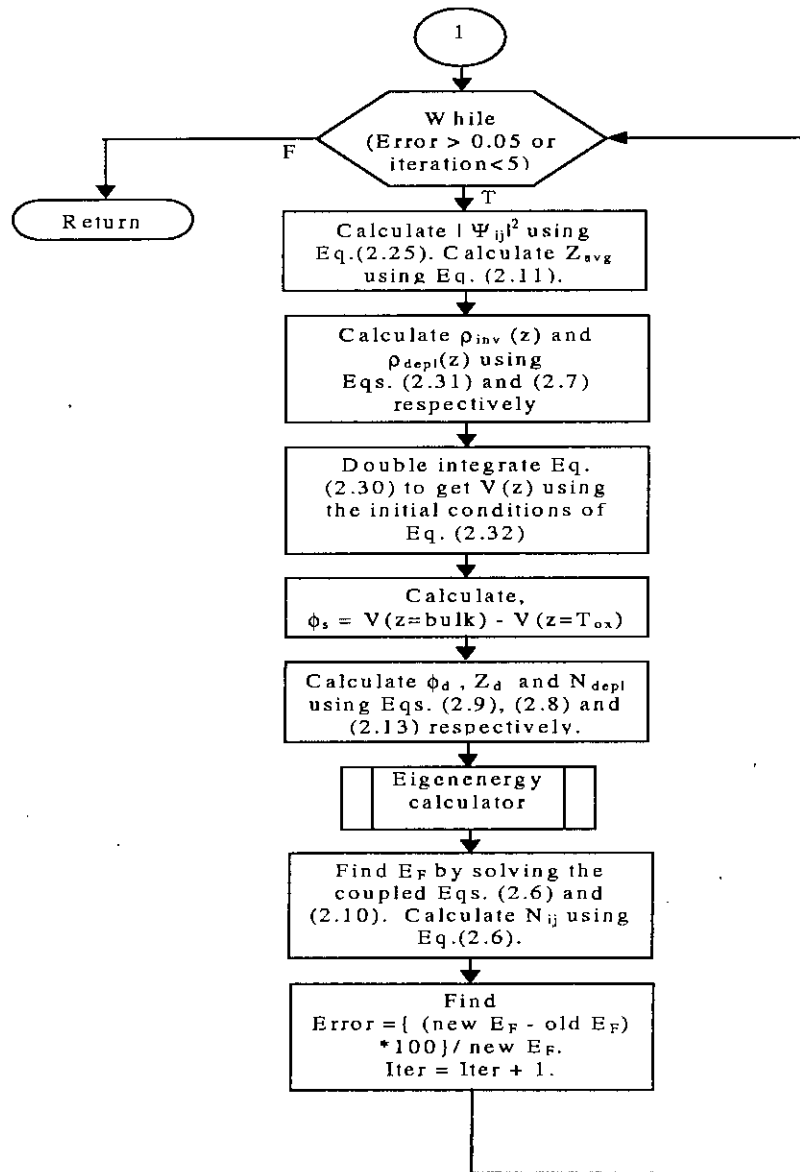 1
While
(Error > 0.05 or
iteration<5)
F
T
Return
Calculate | Ψij|² using
Eq.(2.25). Calculate Zavg
using Eq. (2.11).
Calculate ρinv (z) and
ρdepl(z) using
Eqs. (2.31) and (2.7)
respectively
Double integrate Eq.
(2.30) to get V(z) using
the initial conditions of
Eq. (2.32)
Calculate,
ϕs = V(z=bulk) - V(z=Tox)
Calculate ϕd , Zd and Ndepl
using Eqs. (2.9), (2.8) and
(2.13) respectively.
Eigenenergy
calculator
Find EF by solving the
coupled Eqs. (2.6) and
(2.10). Calculate Nij using
Eq.(2.6).
Find
Error ={ (new EF - old EF)
*100}/ new EF.
Iter = Iter + 1.